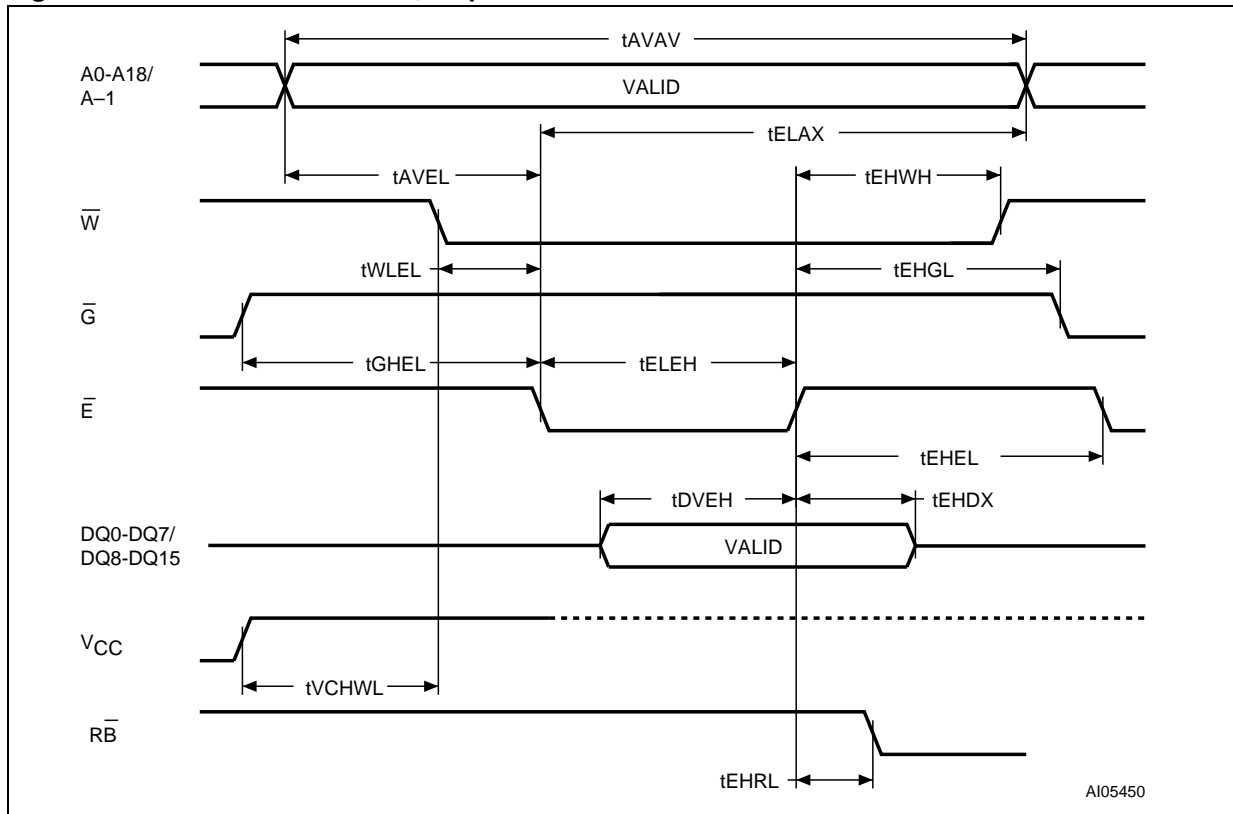 tAVAV
A0-A18/
A–1
VALID
tELAX
tAVEL
tEHWH
W̅
tWLEL
tEHGL
G̅
tGHEL
tELEH
E̅
tEHEL
tDVEH
tEHDX
DQ0-DQ7/
DQ8-DQ15
VALID
VCC
tVCHWL
RB̅
tEHRL
AI05450